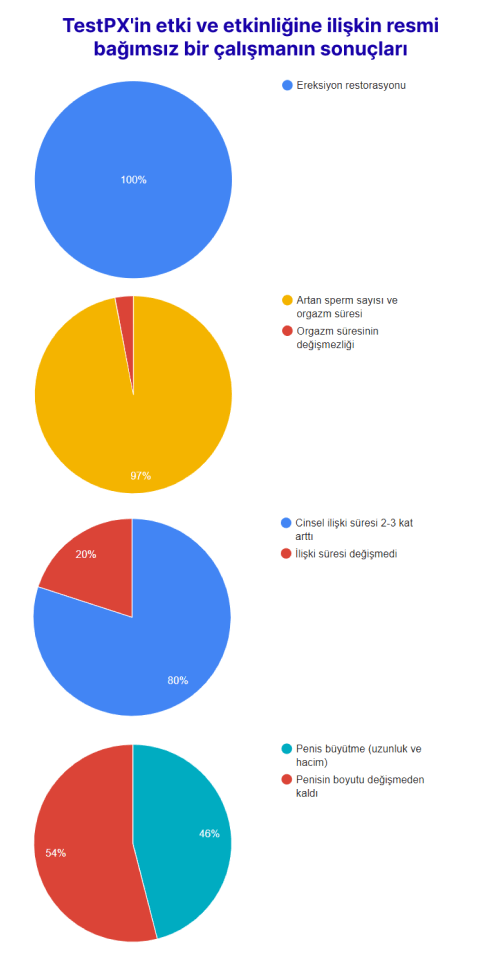 TestPX'in etki ve etkinliğine ilişkin resmi
bağımsız bir çalışmanın sonuçları
Ereksiyon restorasyonu
100%
Artan sperm sayısı ve
orgazm süresi
Orgazm süresinin
değişmezliği
97%
Cinsel ilişki süresi 2-3 kat
arttı
İlişki süresi değişmedi
20%
80%
Penis büyütme (uzunluk ve
hacim)
Penisin boyutu değişmeden
kaldı
46%
54%